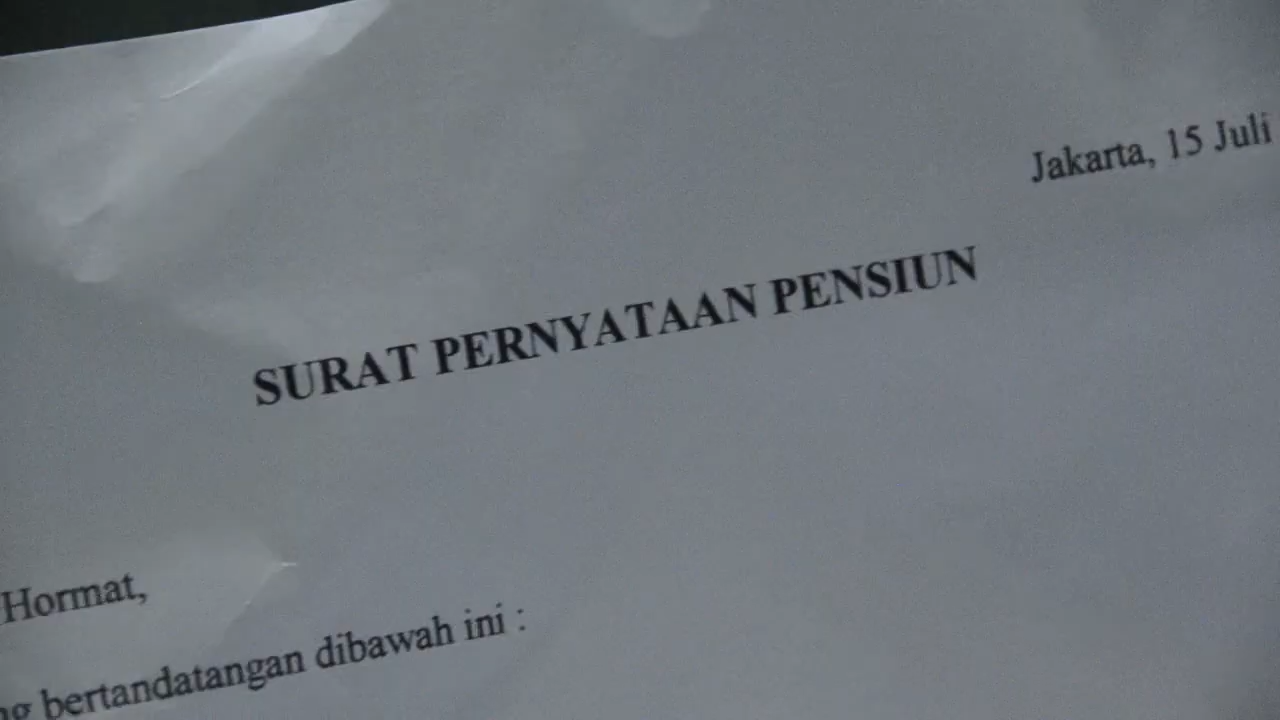 Jakarta, 15 Juli
SURAT PERNYATAAN PENSIUN
Hormat,
bertandatangan dibawah ini :